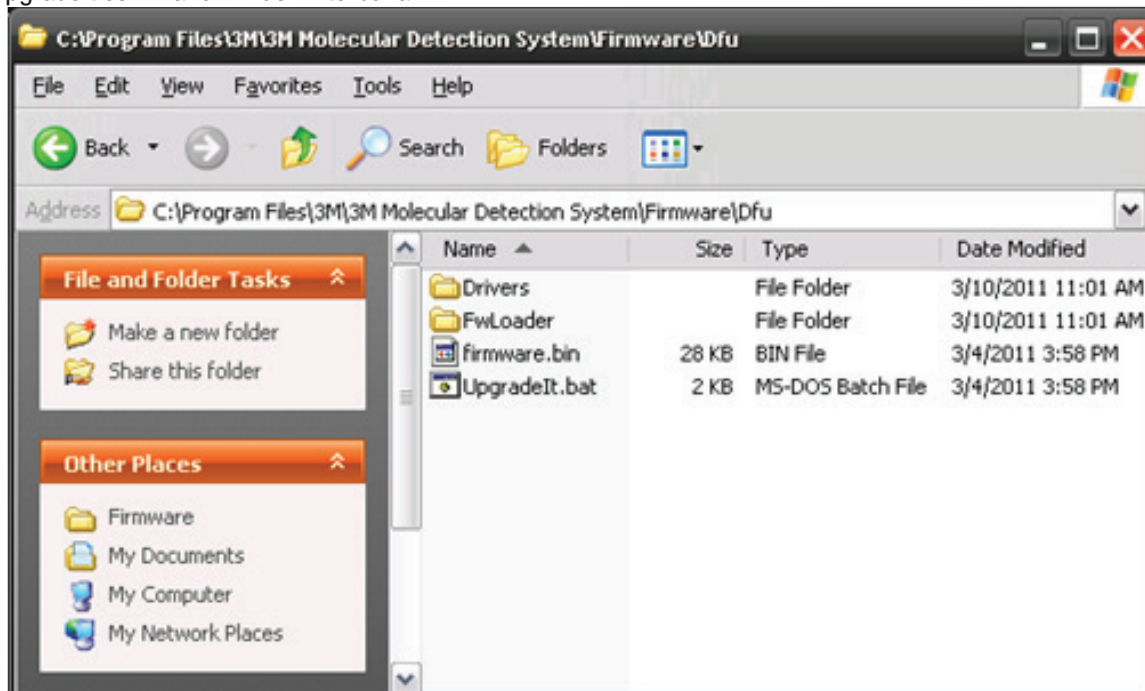 C:\Program Files\3M\3M Molecular Detection System\Firmware\Dfu
File Edit View Favorites Tools Help
Back Search Folders
Address C:\Program Files\3M\3M Molecular Detection System\Firmware\Dfu
Name Size Type Date Modified
File and Folder Tasks
Make a new folder
Share this folder
Other Places
Firmware
My Documents
My Computer
My Network Places
Drivers File Folder 3/10/2011 11:01 AM
FwLoader File Folder 3/10/2011 11:01 AM
firmware.bin 28 KB BIN File 3/4/2011 3:58 PM
UpgradeIt.bat 2 KB MS-DOS Batch File 3/4/2011 3:58 PM